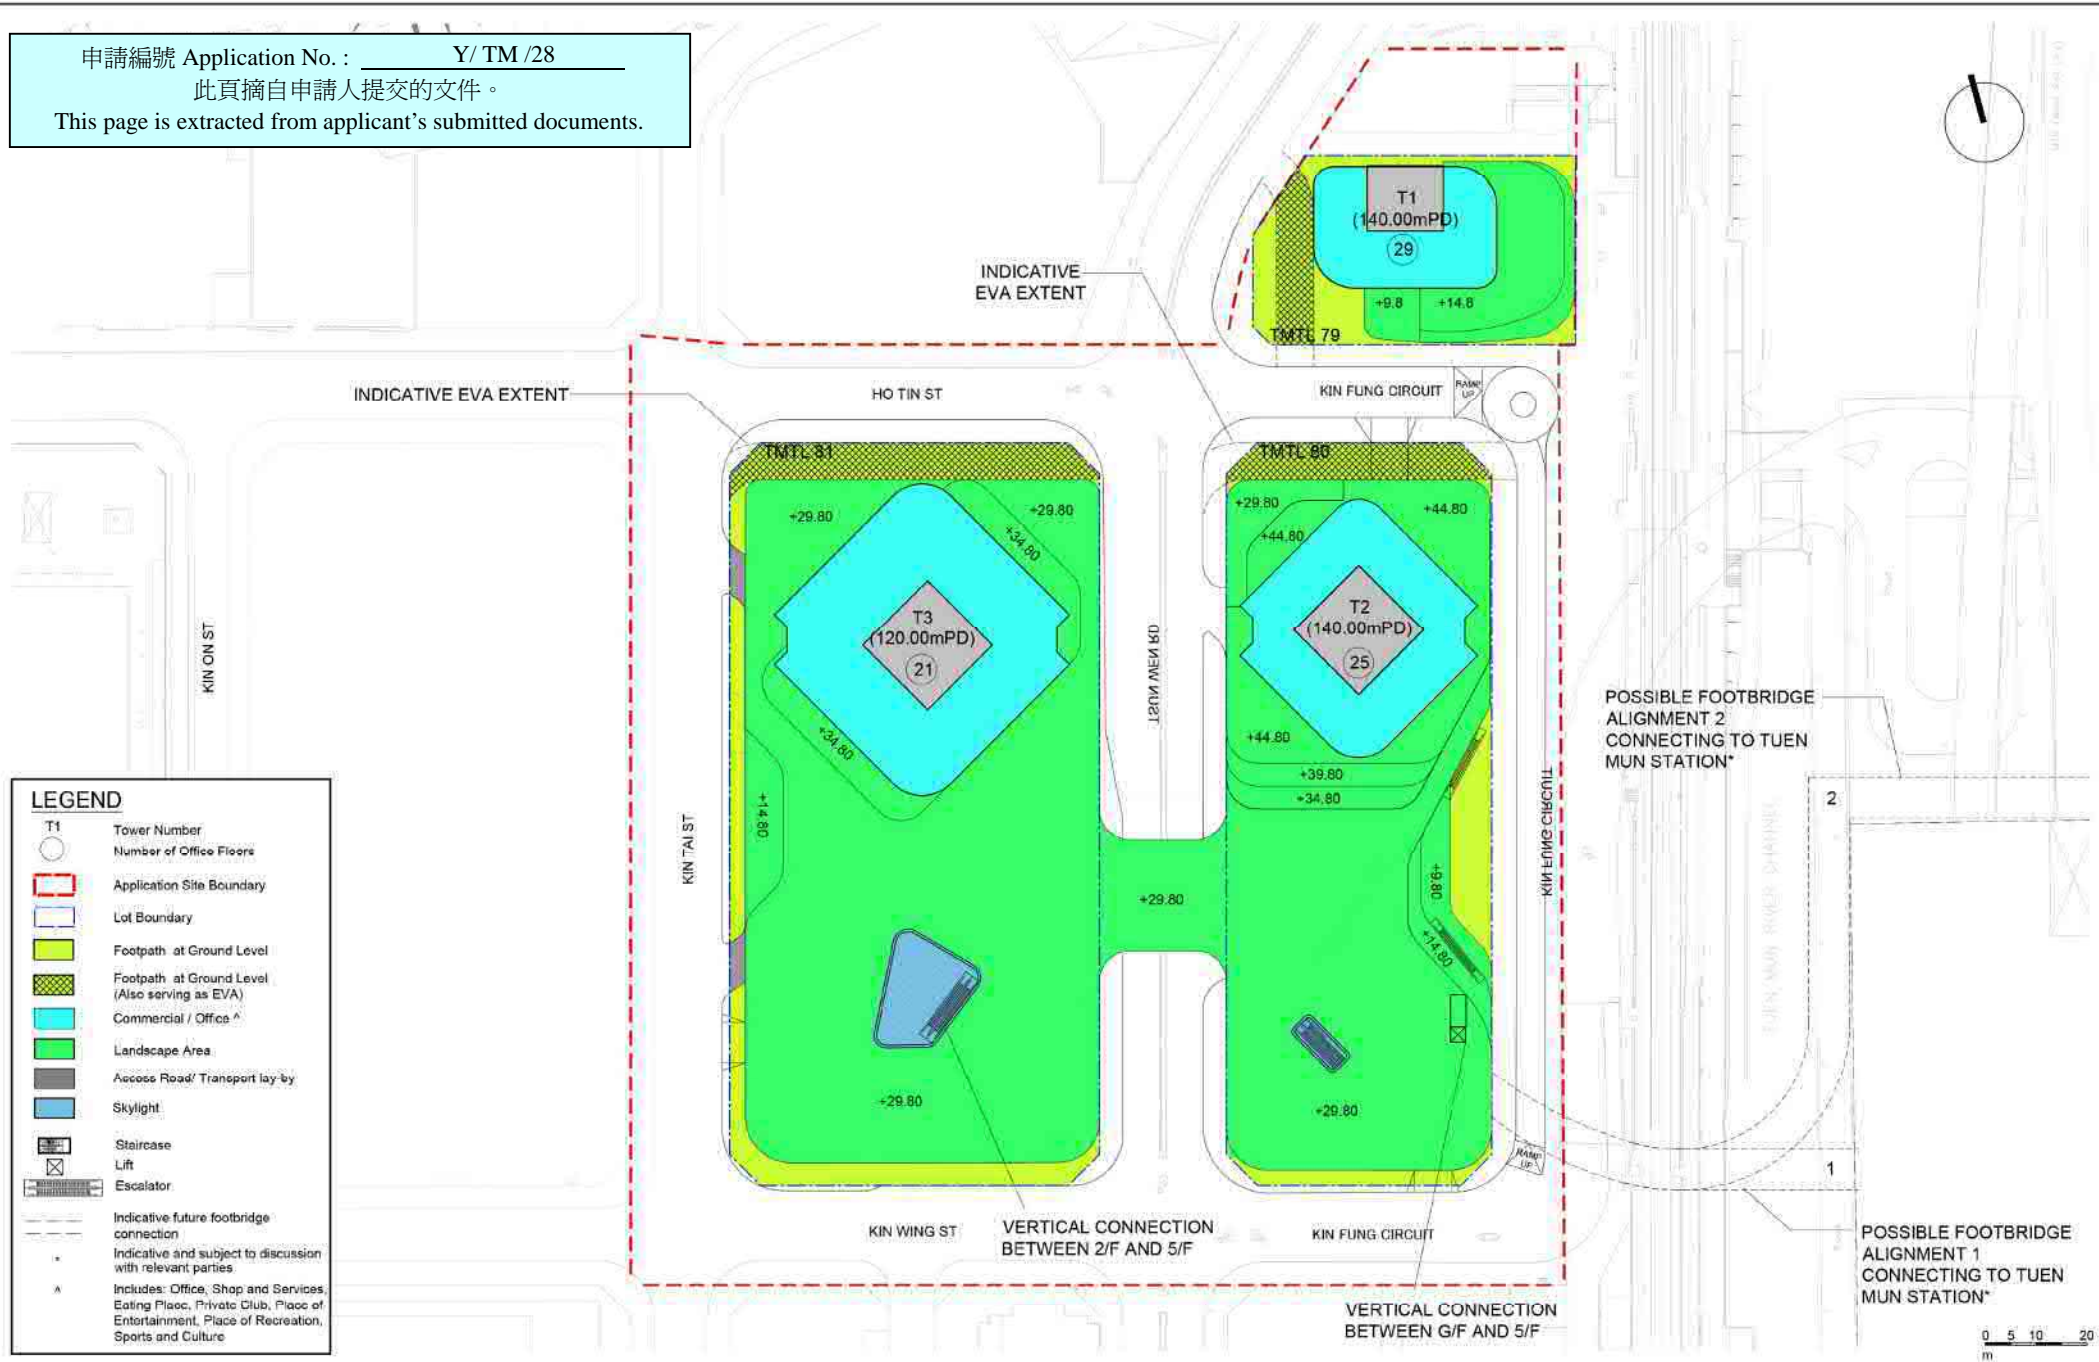 申請編號 Application No. : Y/ TM /28
此頁摘自申請人提交的文件。
This page is extracted from applicant's submitted documents.
T1
(140.00mPD)
29
+9.8
+14.8
TMTL 79
INDICATIVE
EVA EXTENT
INDICATIVE EVA EXTENT
HO TIN ST
KIN FUNG CIRCUIT
RAMP
UP
TMTL 81
TMTL 80
+29.80
+29.80
+34.80
+29.80
+44.80
+44.80
T3
(120.00mPD)
21
T2
(140.00mPD)
25
KIN ON ST
TSUN WEN RD
+34.80
+44.80
+39.80
+34.80
POSSIBLE FOOTBRIDGE
ALIGNMENT 2
CONNECTING TO TUEN
MUN STATION*
2
KIN TAI ST
+14.80
KIN FUNG CIRCUIT
TUEN MUN RIVER CHANNEL
+29.80
+9.80
+14.80
+29.80
+29.80
RAMP
UP
1
KIN WING ST
VERTICAL CONNECTION
BETWEEN 2/F AND 5/F
KIN FUNG CIRCUIT
POSSIBLE FOOTBRIDGE
ALIGNMENT 1
CONNECTING TO TUEN
MUN STATION*
VERTICAL CONNECTION
BETWEEN G/F AND 5/F
0 5 10 20
m
LEGEND
T1 Tower Number
Number of Office Floors
Application Site Boundary
Lot Boundary
Footpath at Ground Level
Footpath at Ground Level
(Also serving as EVA)
Commercial / Office ^
Landscape Area
Access Road/ Transport lay-by
Skylight
Staircase
Lift
Escalator
Indicative future footbridge
connection
* Indicative and subject to discussion
with relevant parties
^ Includes: Office, Shop and Services,
Eating Place, Private Club, Place of
Entertainment, Place of Recreation,
Sports and Culture